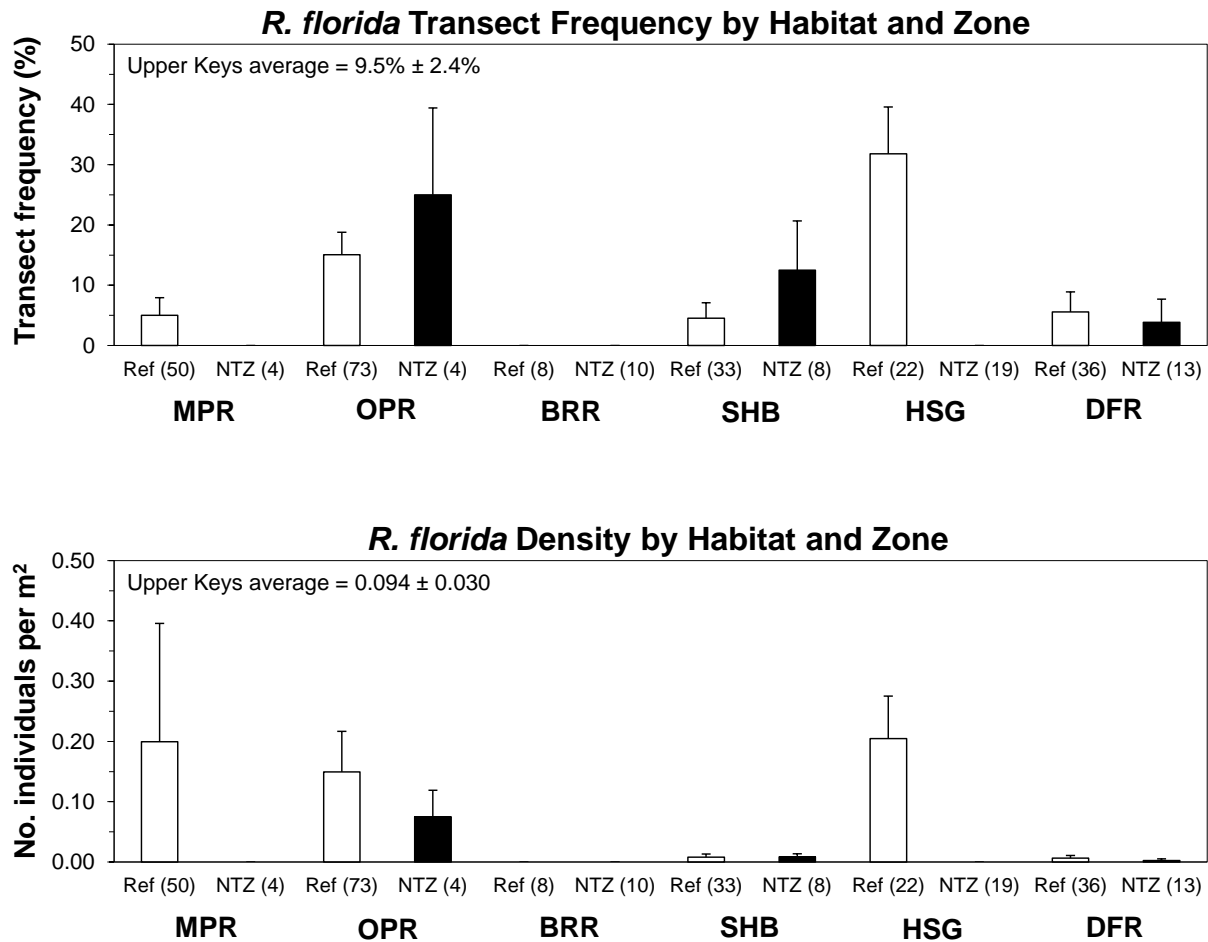 R. florida Transect Frequency by Habitat and Zone
Upper Keys average = 9.5% ± 2.4%
Transect frequency (%)
50
40
30
20
10
0
Ref (50) NTZ (4) Ref (73) NTZ (4) Ref (8) NTZ (10) Ref (33) NTZ (8) Ref (22) NTZ (19) Ref (36) NTZ (13)
MPR OPR BRR SHB HSG DFR
R. florida Density by Habitat and Zone
Upper Keys average = 0.094 ± 0.030
No. individuals per m²
0.50
0.40
0.30
0.20
0.10
0.00
Ref (50) NTZ (4) Ref (73) NTZ (4) Ref (8) NTZ (10) Ref (33) NTZ (8) Ref (22) NTZ (19) Ref (36) NTZ (13)
MPR OPR BRR SHB HSG DFR